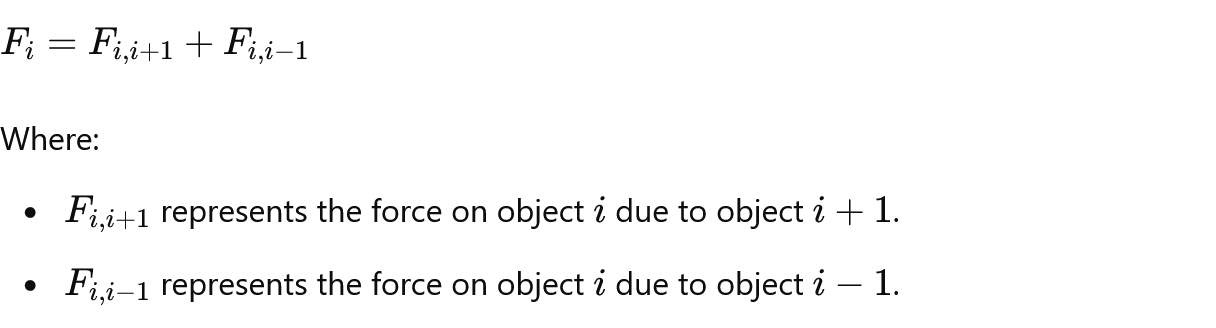 F_{i} = F_{i,i+1} + F_{i,i−1}
Where:
• F_{i,i+1} represents the force on object i due to object i + 1.
• F_{i,i−1} represents the force on object i due to object i − 1.